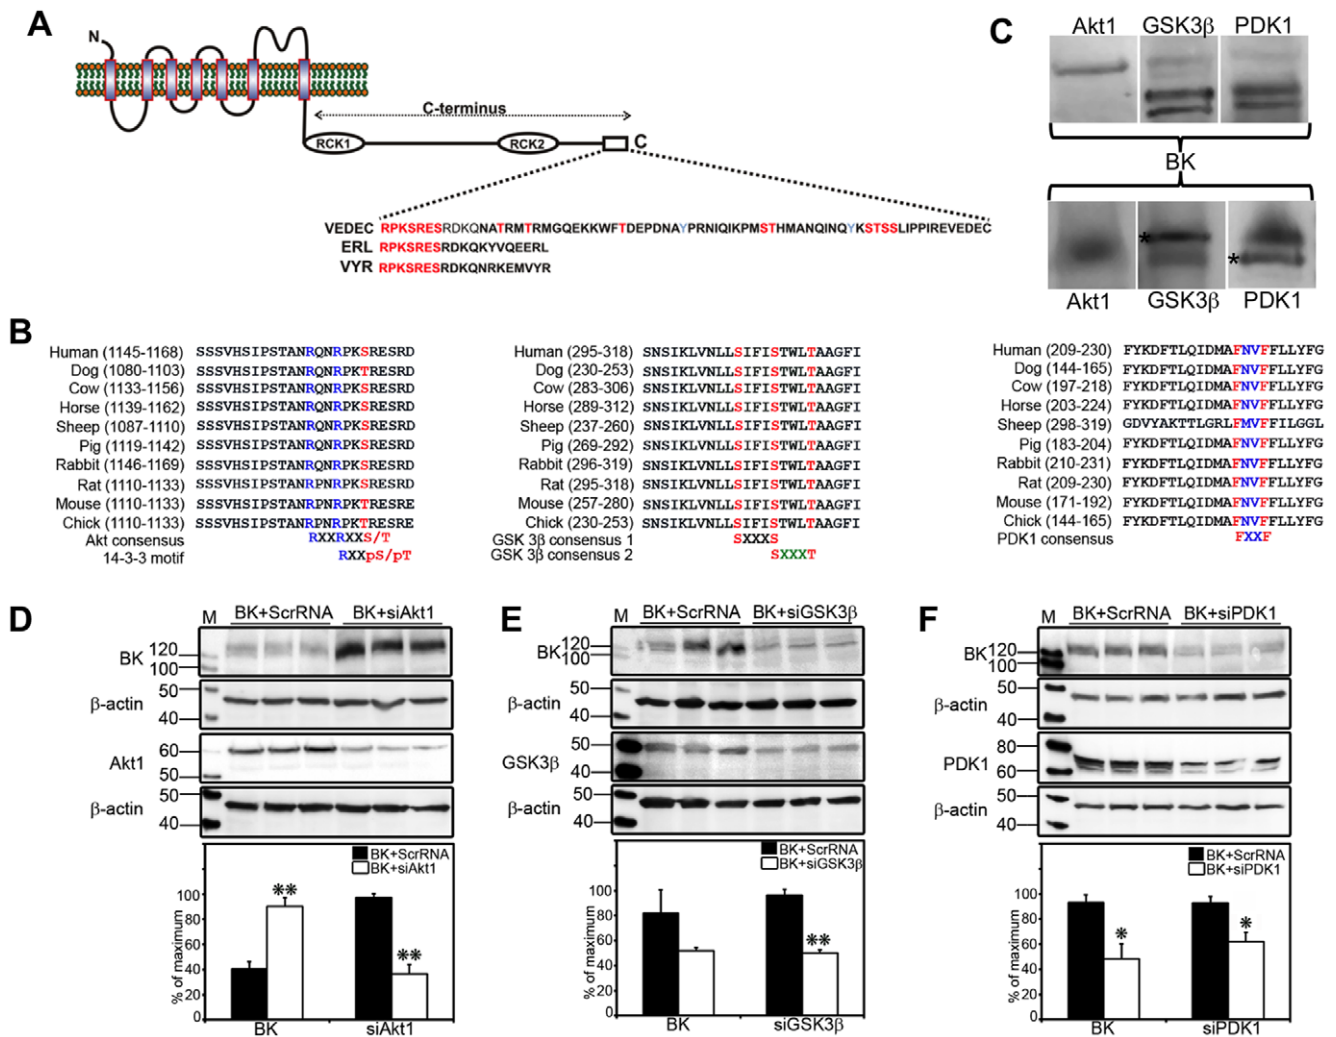 A
N
C-terminus
RCK1
RCK2
C
VEDEC RPKSRESRDKQNATRMTRMGQEKKWFTDEPDNAYPRNIQIKPMSTHMANQINQYKSTSSLIPPIREVEDEC
ERL RPKSRESRDKQKYVQEERL
VYR RPKSRESRDKQNRKEMVYR
C
Akt1 GSK3β PDK1
BK
*
*
Akt1 GSK3β PDK1
B
Human (1145-1168) SSSVHSIPSTANRQNRPKSRESRD
Dog (1080-1103) SSSVHSIPSTANRQNRPKTRESRD
Cow (1133-1156) SSSVHSIPSTANRQNRPKSRESRD
Horse (1139-1162) SSSVHSIPSTANRQNRPKSRESRD
Sheep (1087-1110) SSSVHSIPSTANRQNRPKSRESRD
Pig (1119-1142) SSSVHSIPSTANRQNRPKSRESRD
Rabbit (1146-1169) SSSVHSIPSTANRQNRPKSRESRD
Rat (1110-1133) SSSVHSIPSTANRPNRPKSRESRD
Mouse (1110-1133) SSSVHSIPSTANRPNRPKTRESRD
Chick (1110-1133) SSSVHSIPSTANRPNRPKTRESRE
Akt consensus RXXRXXS/T
14-3-3 motif RXXpS/pT
Human (295-318) SNSIKLVNLLSIFISTWLTAAGFI
Dog (230-253) SNSIKLVNLLSIFISTWLTAAGFI
Cow (283-306) SNSIKLVNLLSIFISTWLTAAGFI
Horse (289-312) SNSIKLVNLLSIFISTWLTAAGFI
Sheep (237-260) SNSIKLVNLLSIFISTWLTAAGFI
Pig (269-292) SNSIKLVNLLSIFISTWLTAAGFI
Rabbit (296-319) SNSIKLVNLLSIFISTWLTAAGFI
Rat (295-318) SNSIKLVNLLSIFISTWLTAAGFI
Mouse (257-280) SNSIKLVNLLSIFISTWLTAAGFI
Chick (230-253) SNSIKLVNLLSIFISTWLTAAGFI
GSK 3β consensus 1 SXXXS
GSK 3β consensus 2 SXXXT
Human (209-230) FYKDFTLQIDMAFNVFFLLYFG
Dog (144-165) FYKDFTLQIDMAFNVFFLLYFG
Cow (197-218) FYKDFTLQIDMAFNVFFLLYFG
Horse (203-224) FYKDFTLQIDMAFNVFFLLYFG
Sheep (298-319) GDVYAKTTLGRLFMVFFILGGL
Pig (183-204) FYKDFTLQIDMAFNVFFLLYFG
Rabbit (210-231) FYKDFTLQIDMAFNVFFLLYFG
Rat (209-230) FYKDFTLQIDMAFNVFFLLYFG
Mouse (171-192) FYKDFTLQIDMAFNVFFLLYFG
Chick (144-165) FYKDFTLQIDMAFNVFFLLYFG
PDK1 consensus FXXF
D
M BK+ScrRNA BK+siAkt1
BK 120
100
β-actin 50
40
Akt1 60
50
β-actin 50
40
BK+ScrRNA
BK+siAkt1
% of maximum
100
80
60
40
20
0
**
**
BK siAkt1
E
M BK+ScrRNA BK+siGSK3β
BK 120
100
β-actin 50
40
GSK3β 50
40
β-actin 50
40
BK+ScrRNA
BK+siGSK3β
% of maximum
100
80
60
40
20
0
**
BK siGSK3β
F
M BK+ScrRNA BK+siPDK1
BK 120
100
β-actin 50
40
PDK1 80
60
β-actin 50
40
BK+ScrRNA
BK+siPDK1
% of maximum
100
80
60
40
20
0
*
*
BK siPDK1